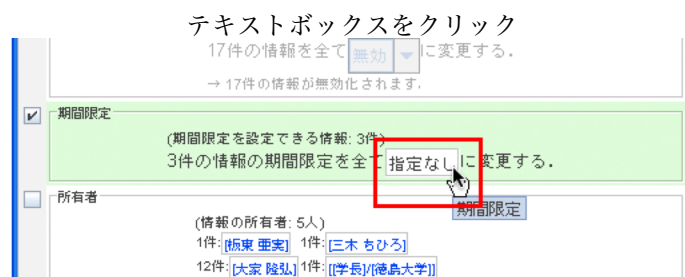 テキストボックスをクリック
17件の情報を全て 無効 に変更する.
→ 17件の情報が無効化されます.
期間限定
(期間限定を設定できる情報: 3件)
3件の情報の期間限定を全て 指定なし に変更する.
期間限定
所有者
(情報の所有者: 5人)
1件: [板東 亜実] 1件: [三木 ちひろ]
12件: [大家 隆弘] 1件: [[学長]/[徳島大学]]